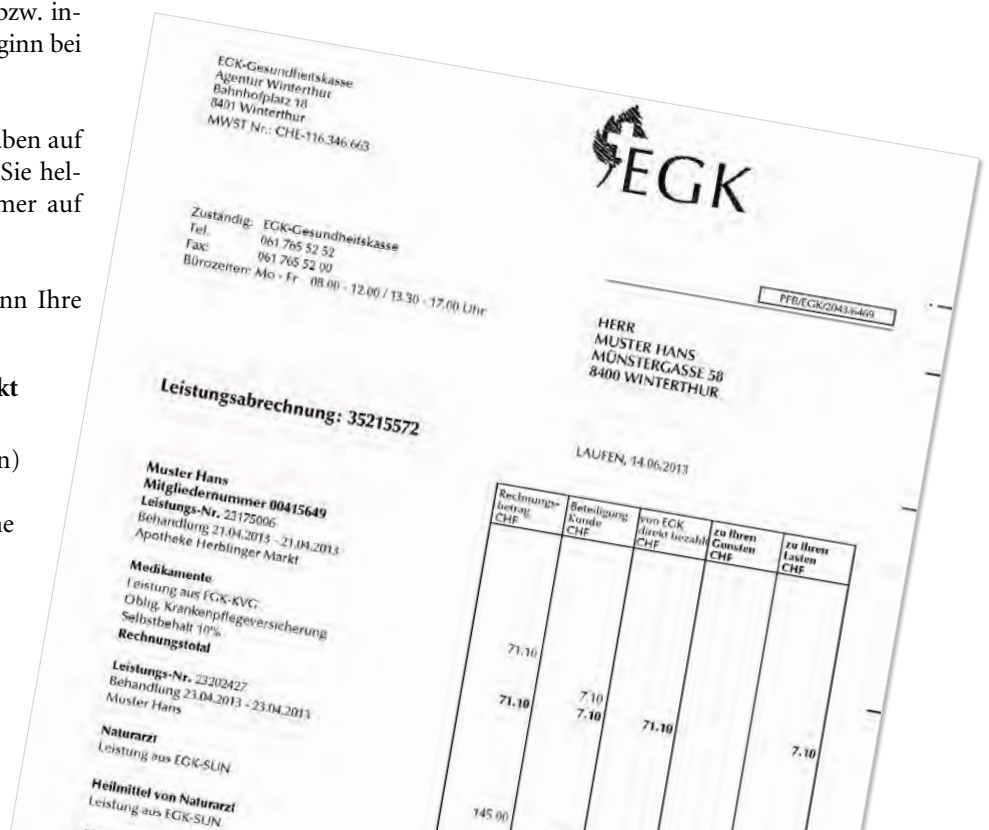 bzw. in-
ginn bei
aben auf
Sie hel-
mer auf
nn Ihre
kt
n)
ne
EGK-Gesundheitskasse
Agentur Winterthur
Bahnhofplatz 18
8401 Winterthur
MWST Nr.: CHE-116.346.663
EGK
Zuständig: EGK-Gesundheitskasse
Tel. 061 765 52 52
Fax: 061 765 52 00
Bürozeiten: Mo - Fr 08.00 - 12.00 / 13.30 - 17.00 Uhr
PFB/EGK/2043/6469
HERR
MUSTER HANS
MÜNSTERGASSE 58
8400 WINTERTHUR
Leistungsabrechnung: 35215572
LAUFEN, 14.06.2013
Muster Hans
Mitgliedernummer 00415649
Leistungs-Nr. 23175006
Behandlung 21.04.2013 - 21.04.2013
Apotheke Herblinger Markt
Rechnungs-
betrag
CHF
Beteiligung
Kunde
CHF
von EGK
direkt bezahlt
CHF
zu Ihren
Gunsten
CHF
zu Ihren
Lasten
CHF
Medikamente
Leistung aus EGK-KVG
Oblig. Krankenpflegeversicherung
71.10
Selbstbehalt 10%
7.10
Rechnungstotal
71.10 7.10 71.10 7.10
Leistungs-Nr. 23202427
Behandlung 23.04.2013 - 23.04.2013
Muster Hans
Naturarzt
Leistung aus EGK-SUN
145.00
Heilmittel von Naturarzt
Leistung aus EGK-SUN